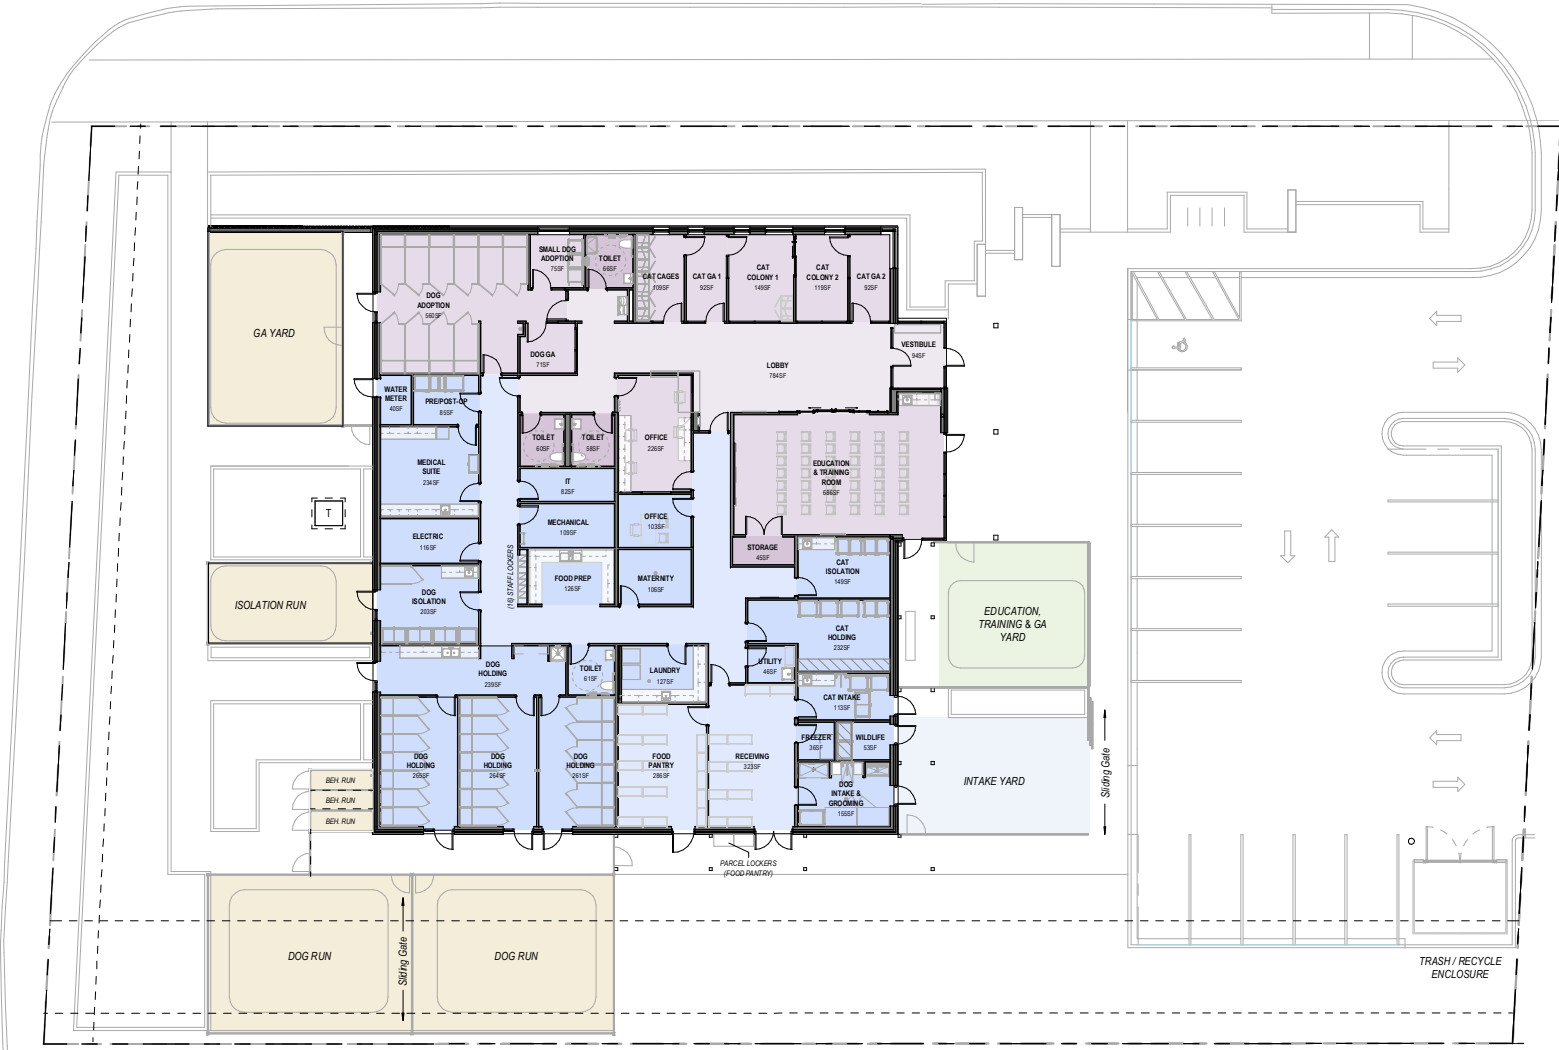 SMALL DOG
ADOPTION
75SF
TOILET
66SF
CAT CAGES
109SF
CAT GA 1
92SF
CAT
COLONY 1
149SF
CAT
COLONY 2
119SF
CAT GA 2
92SF
DOG
ADOPTION
560SF
GA YARD
DOG GA
71SF
LOBBY
784SF
VESTIBULE
94SF
WATER
METER
40SF
PRE/POST-OP
85SF
TOILET
60SF
TOILET
58SF
OFFICE
226SF
MEDICAL
SUITE
234SF
EDUCATION
& TRAINING
ROOM
686SF
IT
82SF
T
MECHANICAL
109SF
OFFICE
103SF
ELECTRIC
116SF
STORAGE
45SF
(16) STAFF LOCKERS
FOOD PREP
126SF
MATERNITY
106SF
CAT
ISOLATION
149SF
ISOLATION RUN
DOG
ISOLATION
203SF
EDUCATION,
TRAINING & GA
YARD
CAT
HOLDING
232SF
DOG
HOLDING
239SF
TOILET
61SF
LAUNDRY
127SF
UTILITY
46SF
CAT INTAKE
113SF
DOG
HOLDING
265SF
DOG
HOLDING
264SF
DOG
HOLDING
261SF
FOOD
PANTRY
286SF
RECEIVING
323SF
FREEZER
36SF
WILDLIFE
53SF
INTAKE YARD
Sliding Gate
BEH. RUN
BEH. RUN
BEH. RUN
DOG
INTAKE &
GROOMING
155SF
PARCEL LOCKERS
(FOOD PANTRY)
DOG RUN
Sliding Gate
DOG RUN
TRASH / RECYCLE
ENCLOSURE